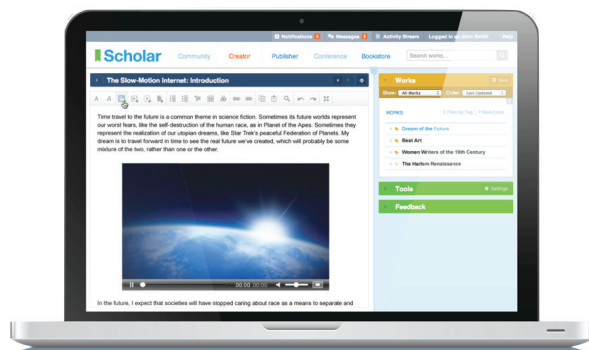 Notifications Messages Activity Stream Logged in as John Smith Help
Scholar Community Creator Publisher Conference Bookstore Search works...
The Slow-Motion Internet: Introduction
Time travel to the future is a common theme in science fiction. Sometimes its future worlds represent
our worst fears, like the self-destruction of the human race, as in Planet of the Apes. Sometimes they
represent the realization of our utopian dreams, like Star Trek's peaceful Federation of Planets. My
dream is to travel forward in time to see the real future we've created, which will probably be some
mixture of the two, rather than one or the other.
00:00 00:00
In the future, I expect that societies will have stopped caring about race as a means to separate and
Works
Show: All Works Order: Last Updated
WORKS Filter by Tag
Dream of the Future
Beat Art
Women Writers of the 19th Century
The Harlem Renaissance
Tools Settings
Feedback